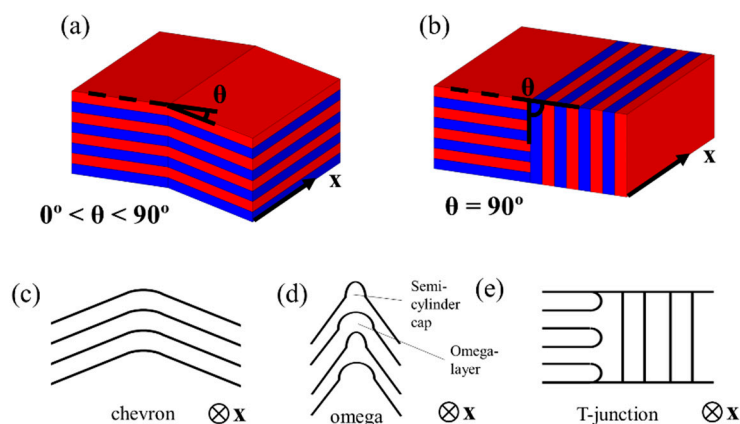 (a)
θ
x
0º < θ < 90º
(b)
θ
x
θ = 90º
(c)
chevron
⊗ x
(d)
Semi-
cylinder
cap
Omega-
layer
omega
⊗ x
(e)
T-junction
⊗ x